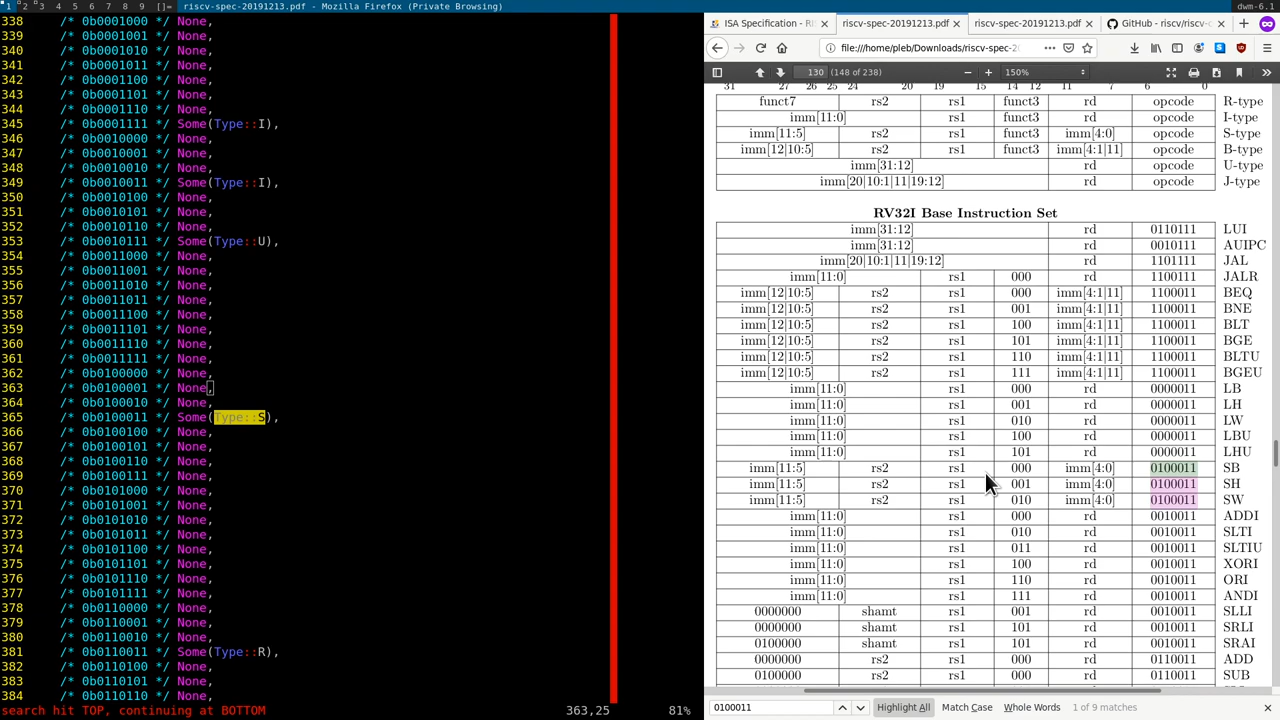 1 2 3 4 5 6 7 8 9 []= riscv-spec-20191213.pdf - Mozilla Firefox (Private Browsing) dwm-6.1
338 /* 0b0001000 */ None,
339 /* 0b0001001 */ None,
340 /* 0b0001010 */ None,
341 /* 0b0001011 */ None,
342 /* 0b0001100 */ None,
343 /* 0b0001101 */ None,
344 /* 0b0001110 */ None,
345 /* 0b0001111 */ Some(Type::I),
346 /* 0b0010000 */ None,
347 /* 0b0010001 */ None,
348 /* 0b0010010 */ None,
349 /* 0b0010011 */ Some(Type::I),
350 /* 0b0010100 */ None,
351 /* 0b0010101 */ None,
352 /* 0b0010110 */ None,
353 /* 0b0010111 */ Some(Type::U),
354 /* 0b0011000 */ None,
355 /* 0b0011001 */ None,
356 /* 0b0011010 */ None,
357 /* 0b0011011 */ None,
358 /* 0b0011100 */ None,
359 /* 0b0011101 */ None,
360 /* 0b0011110 */ None,
361 /* 0b0011111 */ None,
362 /* 0b0100000 */ None,
363 /* 0b0100001 */ None,
364 /* 0b0100010 */ None,
365 /* 0b0100011 */ Some(Type::S),
366 /* 0b0100100 */ None,
367 /* 0b0100101 */ None,
368 /* 0b0100110 */ None,
369 /* 0b0100111 */ None,
370 /* 0b0101000 */ None,
371 /* 0b0101001 */ None,
372 /* 0b0101010 */ None,
373 /* 0b0101011 */ None,
374 /* 0b0101100 */ None,
375 /* 0b0101101 */ None,
376 /* 0b0101110 */ None,
377 /* 0b0101111 */ None,
378 /* 0b0110000 */ None,
379 /* 0b0110001 */ None,
380 /* 0b0110010 */ None,
381 /* 0b0110011 */ Some(Type::R),
382 /* 0b0110100 */ None,
383 /* 0b0110101 */ None,
384 /* 0b0110110 */ None,
search hit TOP, continuing at BOTTOM 363,25 81%
ISA Specification - RIS riscv-spec-20191213.pdf riscv-spec-20191213.pdf GitHub - riscv/riscv-c
file:///home/pleb/Downloads/riscv-spec-2
130 (148 of 238) 150%
31 27 26 25 24 20 19 15 14 12 11 7 6 0
funct7 rs2 rs1 funct3 rd opcode R-type
imm[11:0] rs1 funct3 rd opcode I-type
imm[11:5] rs2 rs1 funct3 imm[4:0] opcode S-type
imm[12|10:5] rs2 rs1 funct3 imm[4:1|11] opcode B-type
imm[31:12] rd opcode U-type
imm[20|10:1|11|19:12] rd opcode J-type
RV32I Base Instruction Set
imm[31:12] rd 0110111 LUI
imm[31:12] rd 0010111 AUIPC
imm[20|10:1|11|19:12] rd 1101111 JAL
imm[11:0] rs1 000 rd 1100111 JALR
imm[12|10:5] rs2 rs1 000 imm[4:1|11] 1100011 BEQ
imm[12|10:5] rs2 rs1 001 imm[4:1|11] 1100011 BNE
imm[12|10:5] rs2 rs1 100 imm[4:1|11] 1100011 BLT
imm[12|10:5] rs2 rs1 101 imm[4:1|11] 1100011 BGE
imm[12|10:5] rs2 rs1 110 imm[4:1|11] 1100011 BLTU
imm[12|10:5] rs2 rs1 111 imm[4:1|11] 1100011 BGEU
imm[11:0] rs1 000 rd 0000011 LB
imm[11:0] rs1 001 rd 0000011 LH
imm[11:0] rs1 010 rd 0000011 LW
imm[11:0] rs1 100 rd 0000011 LBU
imm[11:0] rs1 101 rd 0000011 LHU
imm[11:5] rs2 rs1 000 imm[4:0] 0100011 SB
imm[11:5] rs2 rs1 001 imm[4:0] 0100011 SH
imm[11:5] rs2 rs1 010 imm[4:0] 0100011 SW
imm[11:0] rs1 000 rd 0010011 ADDI
imm[11:0] rs1 010 rd 0010011 SLTI
imm[11:0] rs1 011 rd 0010011 SLTIU
imm[11:0] rs1 100 rd 0010011 XORI
imm[11:0] rs1 110 rd 0010011 ORI
imm[11:0] rs1 111 rd 0010011 ANDI
0000000 shamt rs1 001 rd 0010011 SLLI
0000000 shamt rs1 101 rd 0010011 SRLI
0100000 shamt rs1 101 rd 0010011 SRAI
0000000 rs2 rs1 000 rd 0110011 ADD
0100000 rs2 rs1 000 rd 0110011 SUB
0100011 Highlight All Match Case Whole Words 1 of 9 matches